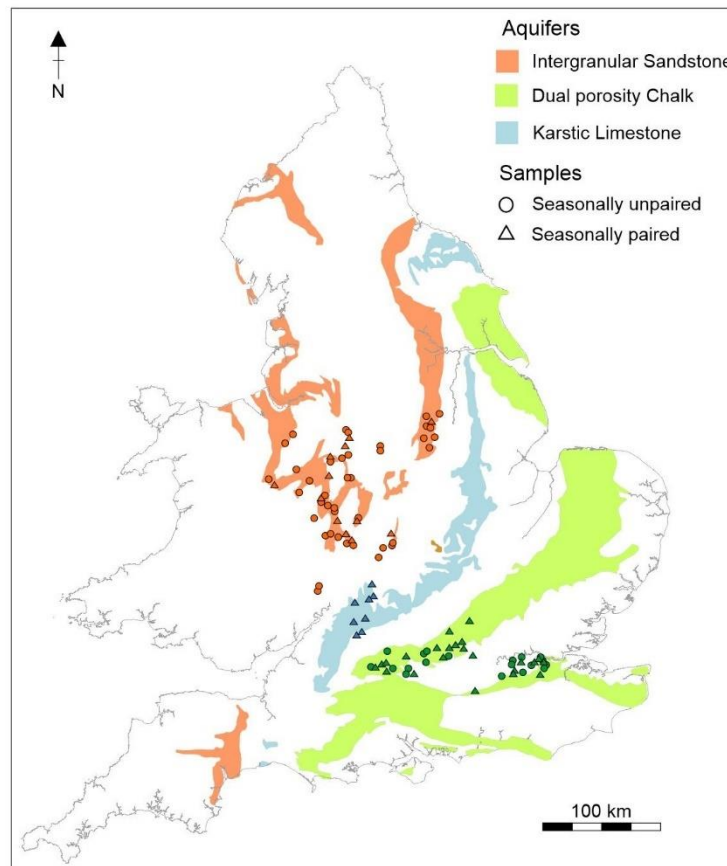 Aquifers
Intergranular Sandstone
Dual porosity Chalk
Karstic Limestone
Samples
Seasonally unpaired
Seasonally paired
N
100 km